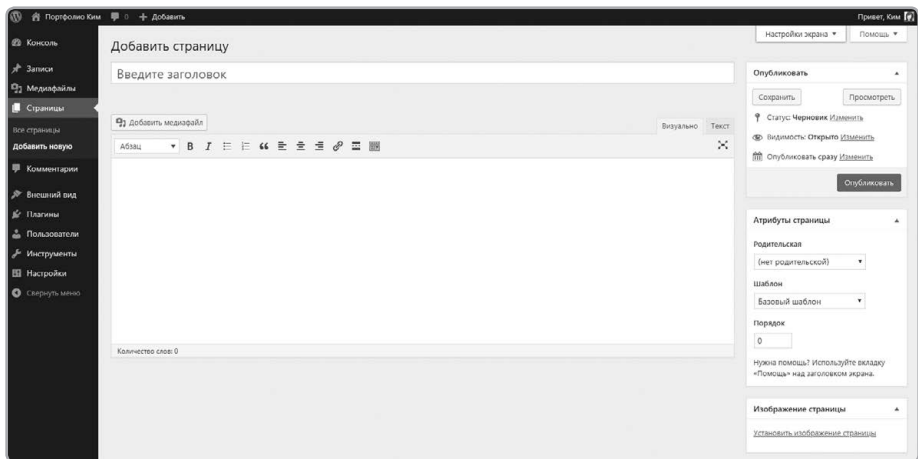 Портфолио Ким 0 + Добавить Привет, Ким
Консоль
Записи
Медиафайлы
Страницы
Все страницы
Добавить новую
Комментарии
Внешний вид
Плагины
Пользователи
Инструменты
Настройки
Свернуть меню
Настройки экрана Помощь
Добавить страницу
Введите заголовок
Добавить медиафайл
Визуально Текст
Абзац B I
Количество слов: 0
Опубликовать
Сохранить Просмотреть
Статус: Черновик Изменить
Видимость: Открыто Изменить
Опубликовать сразу Изменить
Опубликовать
Атрибуты страницы
Родительская
(нет родительской)
Шаблон
Базовый шаблон
Порядок
0
Нужна помощь? Используйте вкладку
«Помощь» над заголовком экрана.
Изображение страницы
Установить изображение страницы